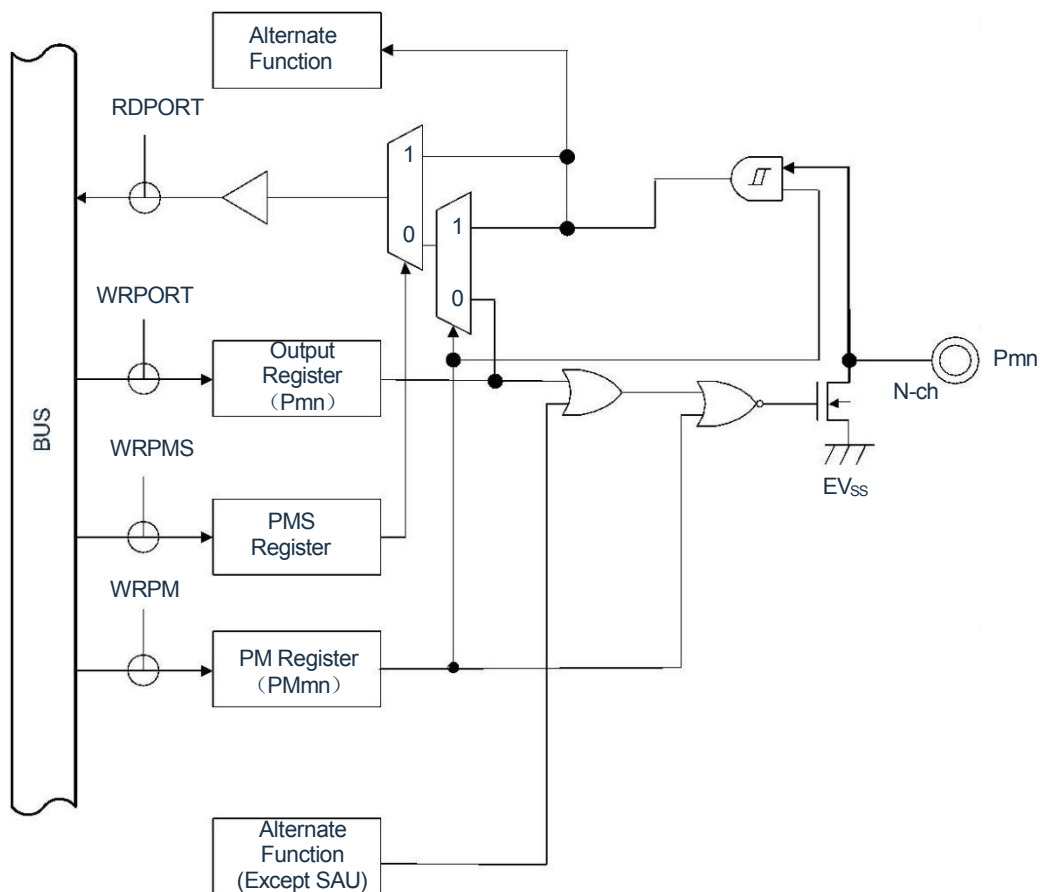 Alternate
Function
RDPORT
1
0
1
0
WRPORT
Output
Register
（Pmn）
Pmn
N-ch
EVSS
BUS
WRPMS
PMS
Register
WRPM
PM Register
（PMmn）
Alternate
Function
(Except SAU)